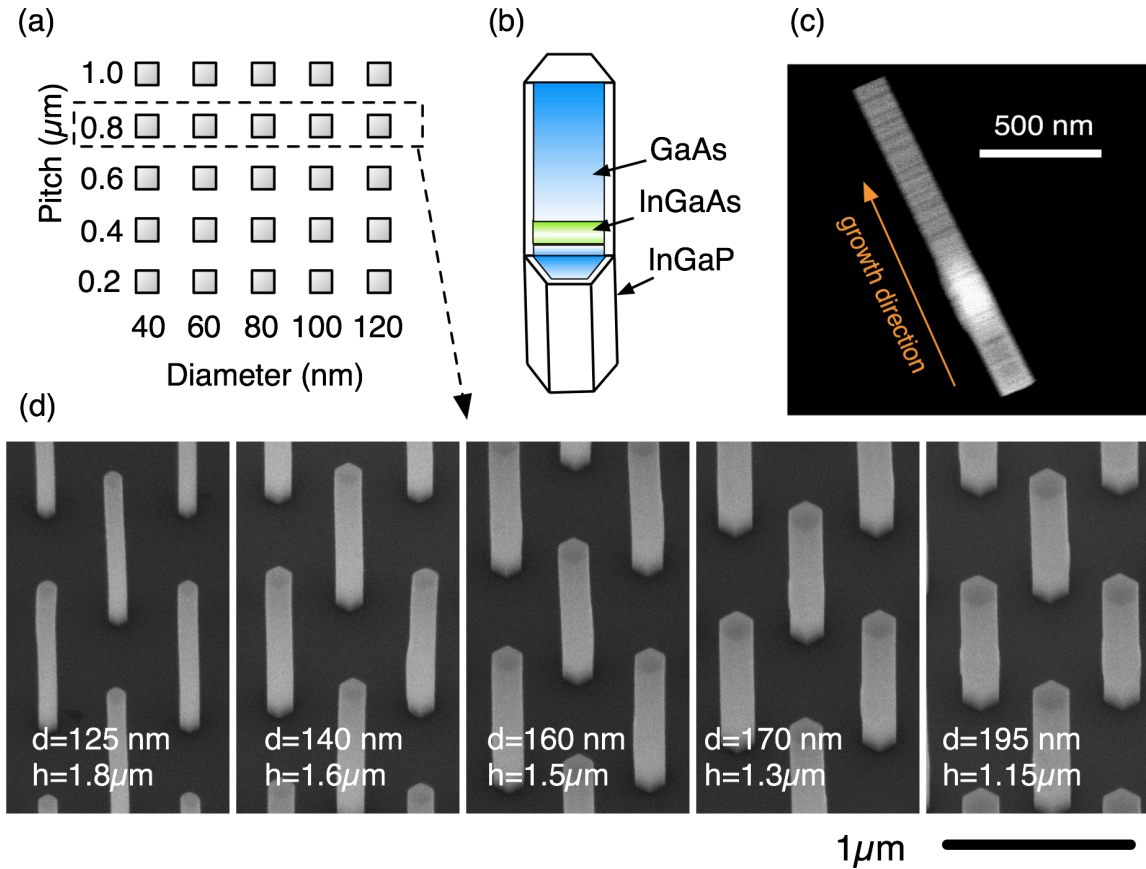 (a)
Pitch (µm)
1.0
0.8
0.6
0.4
0.2
40 60 80 100 120
Diameter (nm)
(b)
GaAs
InGaAs
InGaP
(c)
500 nm
growth direction
(d)
d=125 nm
h=1.8µm
d=140 nm
h=1.6µm
d=160 nm
h=1.5µm
d=170 nm
h=1.3µm
d=195 nm
h=1.15µm
1µm